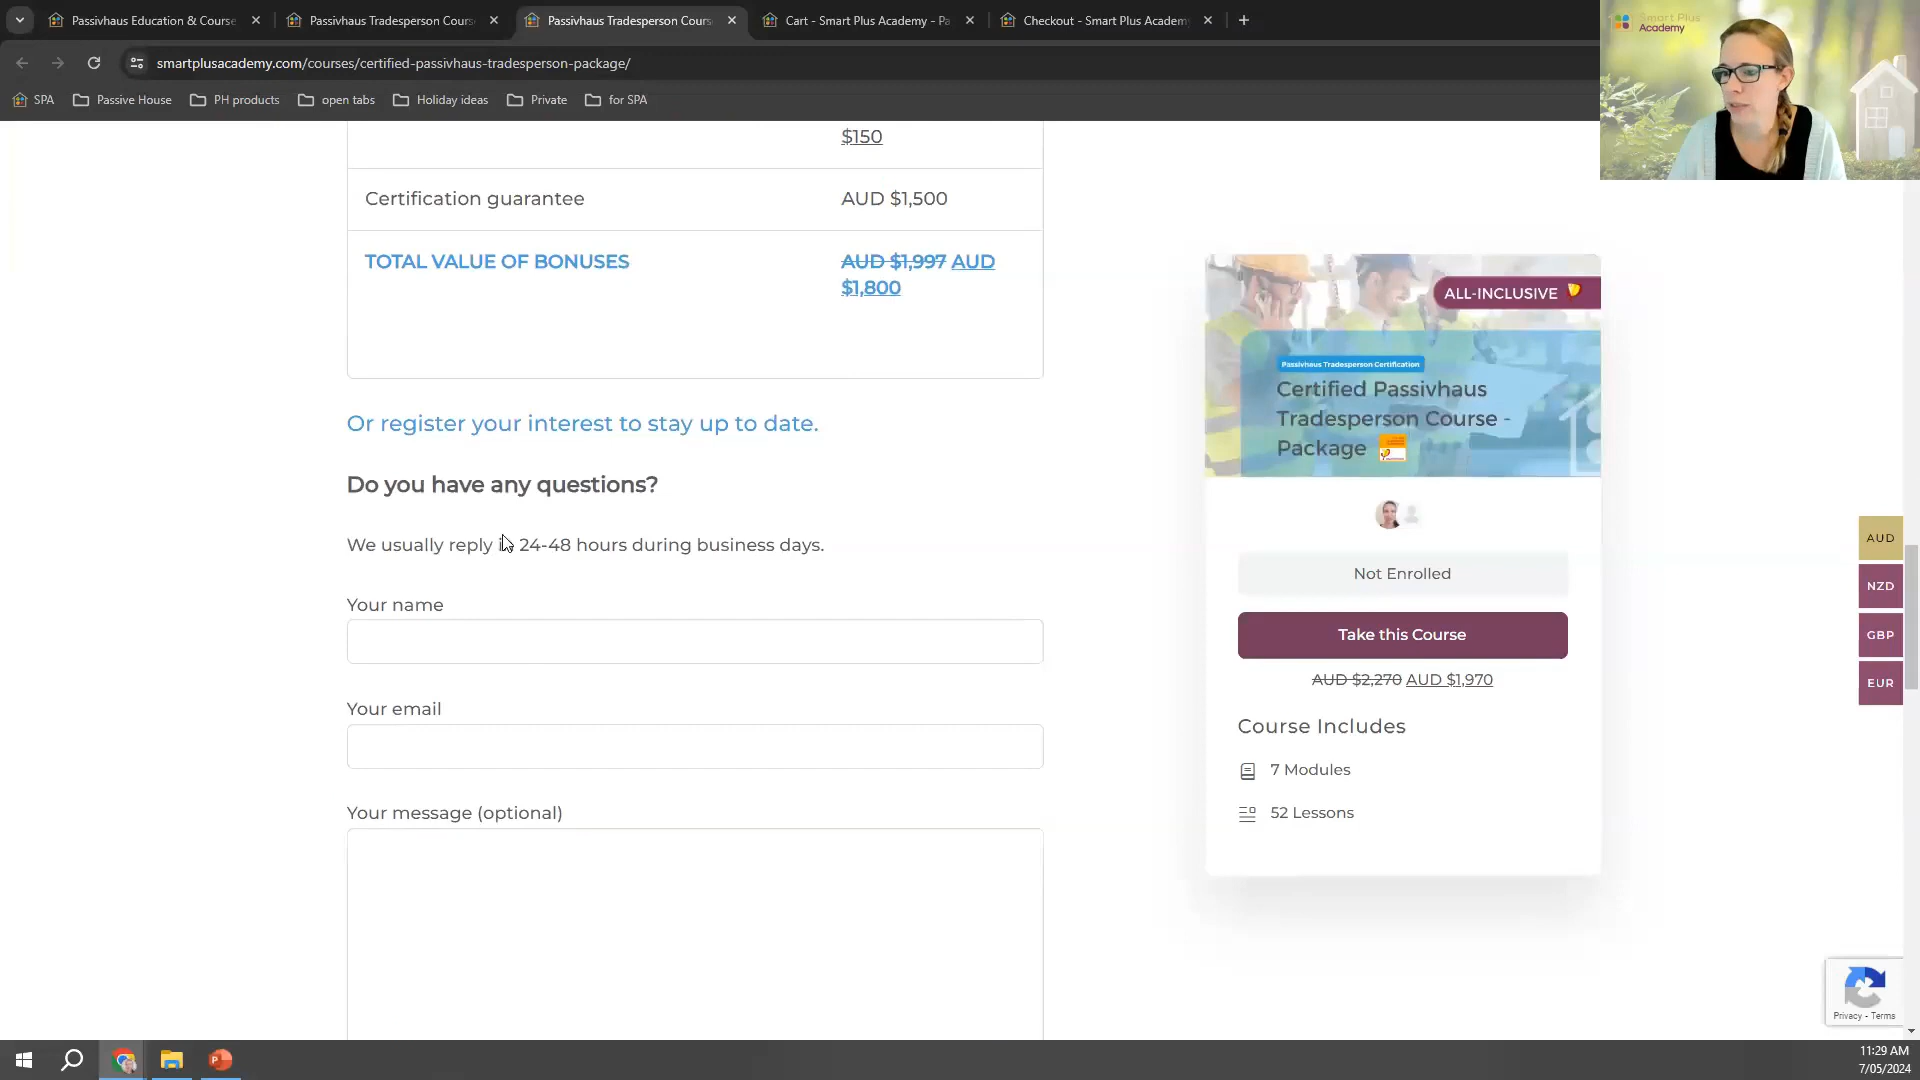 Passivhaus Education & Course
Passivhaus Tradesperson Cours
Passivhaus Tradesperson Cours
Cart - Smart Plus Academy - Pa
Checkout - Smart Plus Academy
smartplusacademy.com/courses/certified-passivhaus-tradesperson-package/
SPA
Passive House
PH products
open tabs
Holiday ideas
Private
for SPA
Smart Plus
Academy
$150
Certification guarantee
AUD $1,500
TOTAL VALUE OF BONUSES
AUD $1,997 AUD
$1,800
Or register your interest to stay up to date.
Do you have any questions?
We usually reply in 24-48 hours during business days.
Your name
Your email
Your message (optional)
ALL-INCLUSIVE
Passivhaus Tradesperson Certification
Certified Passivhaus
Tradesperson Course -
Package
Not Enrolled
Take this Course
AUD $2,270 AUD $1,970
Course Includes
7 Modules
52 Lessons
AUD
NZD
GBP
EUR
Privacy - Terms
11:29 AM
7/05/2024